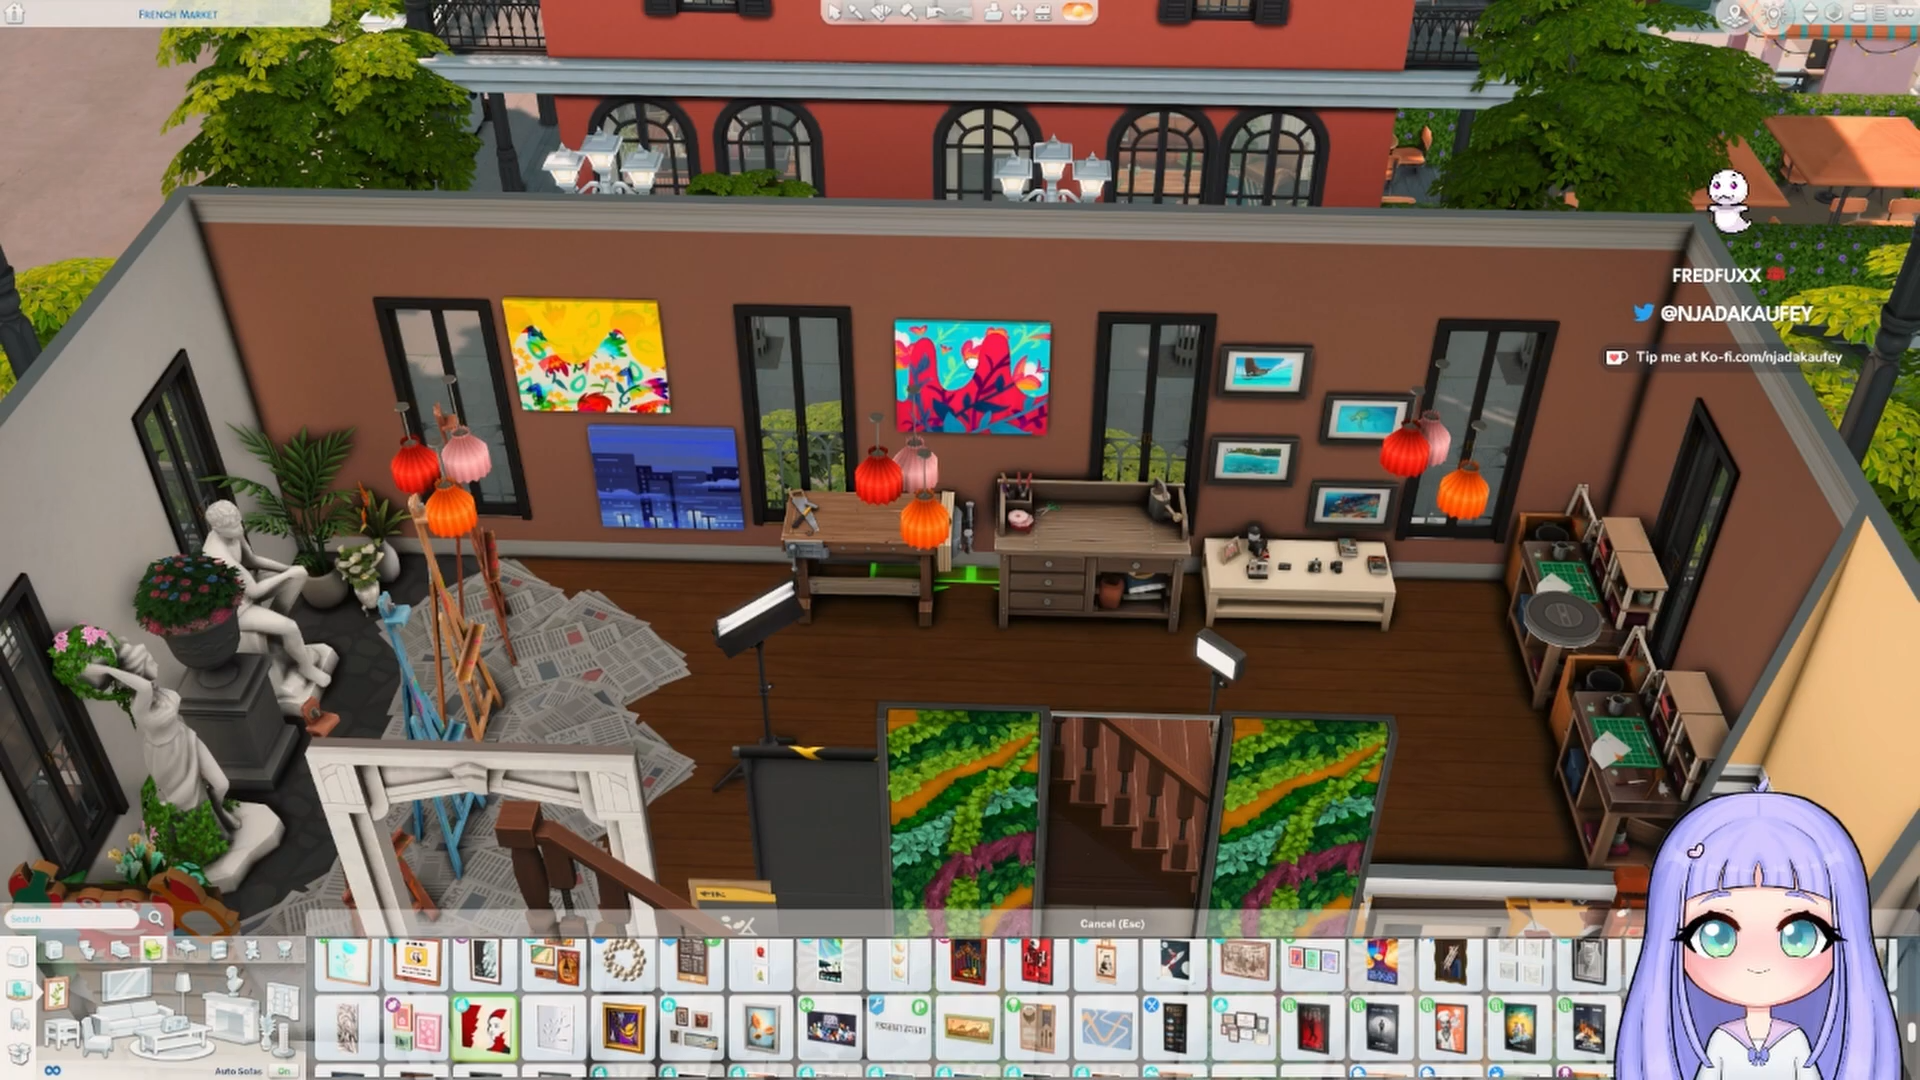 FRENCH MARKET
FREDFUXX
@NJADAKAUFEY
Tip me at Ko-fi.com/njadakaufey
Search
Cancel (Esc)
Auto Sofas On